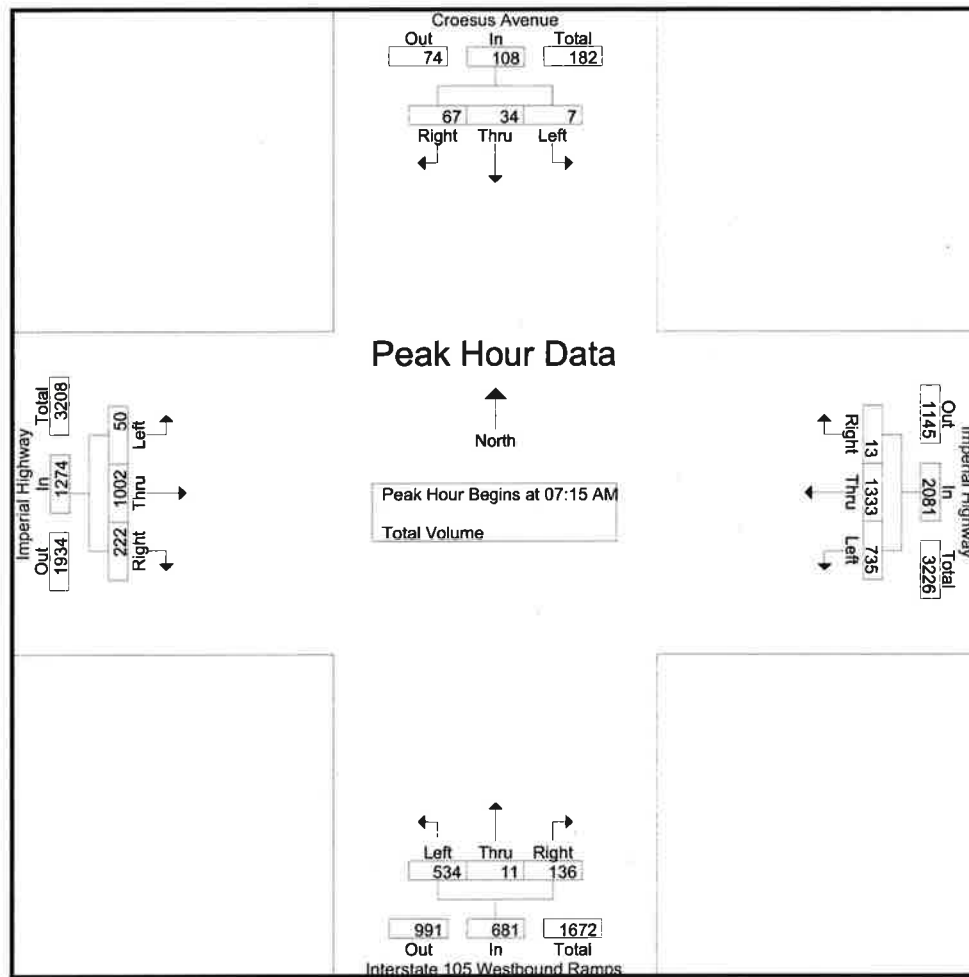 Croesus Avenue
Out In Total
74 108 182
67 34 7
Right Thru Left
Peak Hour Data
North
Peak Hour Begins at 07:15 AM
Total Volume
Imperial Highway
Total In Out
3208 1274 1934
50 1002 222
Left Thru Right
Imperial Highway
Out In Total
1145 2081 3226
13 1333 735
Right Thru Left
Left Thru Right
534 11 136
991 681 1672
Out In Total
Interstate 105 Westbound Ramps